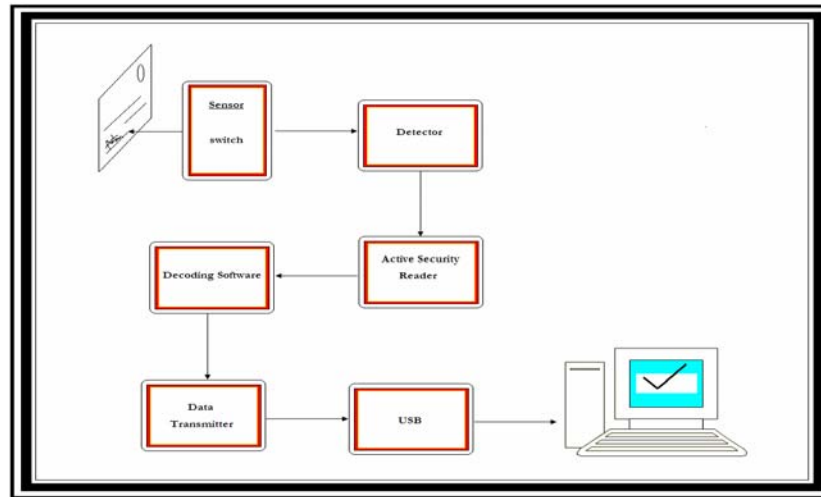 Sensor
switch
Detector
Active Security
Reader
Decoding Software
Data
Transmitter
USB